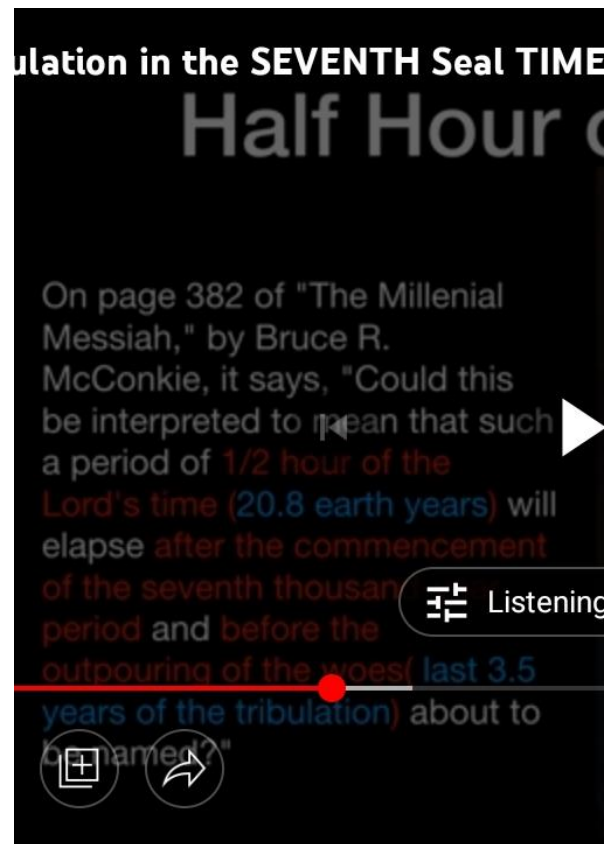 ulation in the SEVENTH Seal TIME
Half Hour
On page 382 of "The Millenial
Messiah," by Bruce R.
McConkie, it says, "Could this
be interpreted to mean that such
a period of 1/2 hour of the
Lord's time (20.8 earth years) will
elapse after the commencement
of the seventh thousand
period and before the
outpouring of the woes( last 3.5
years of the tribulation) about to
be named?"
Listening